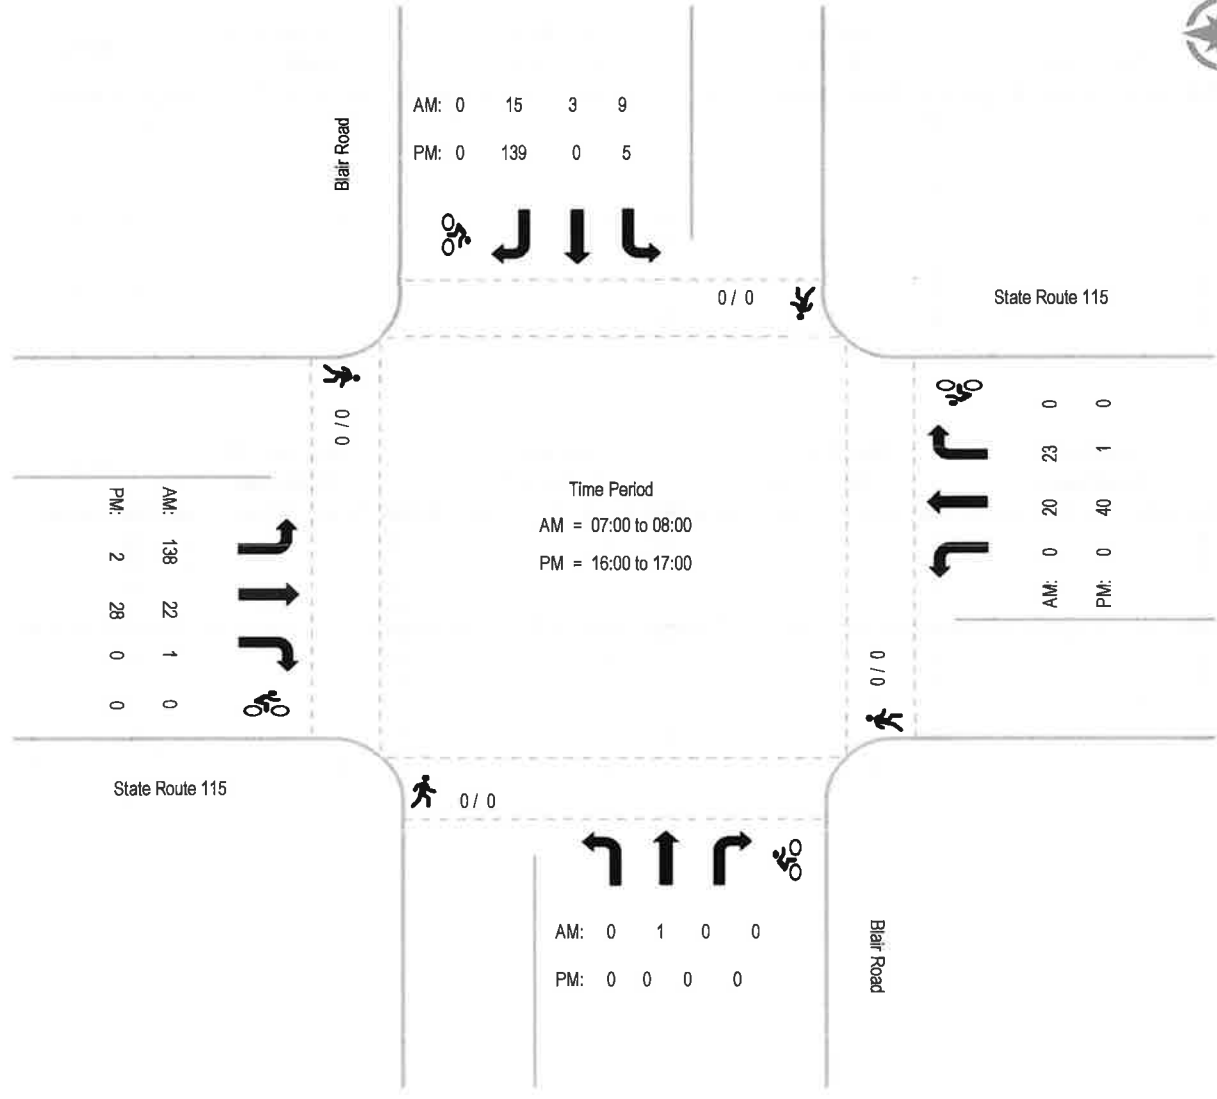 AM: 0 15 3 9
PM: 0 139 0 5
Blair Road
0 / 0
State Route 115
0 / 0
Time Period
AM = 07:00 to 08:00
PM = 16:00 to 17:00
AM: 138 22 1 0
PM: 2 28 0 0
AM: 0 20 23 0
PM: 0 40 1 0
0 / 0
State Route 115
0 / 0
AM: 0 1 0 0
PM: 0 0 0 0
Blair Road